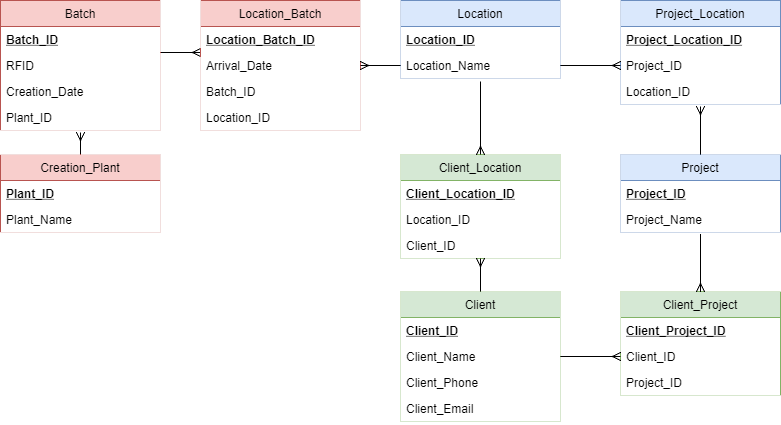 Batch
Batch_ID
RFID
Creation_Date
Plant_ID
Location_Batch
Location_Batch_ID
Arrival_Date
Batch_ID
Location_ID
Location
Location_ID
Location_Name
Project_Location
Project_Location_ID
Project_ID
Location_ID
Creation_Plant
Plant_ID
Plant_Name
Client_Location
Client_Location_ID
Location_ID
Client_ID
Project
Project_ID
Project_Name
Client
Client_ID
Client_Name
Client_Phone
Client_Email
Client_Project
Client_Project_ID
Client_ID
Project_ID